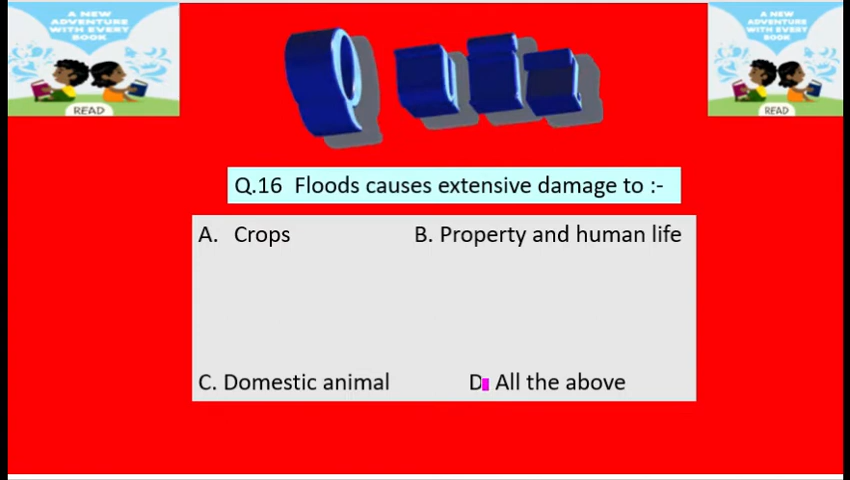 A NEW
ADVENTURE
WITH EVERY
BOOK
READ
A NEW
ADVENTURE
WITH EVERY
BOOK
READ
Quiz
Q.16 Floods causes extensive damage to :-
A. Crops
B. Property and human life
C. Domestic animal
D. All the above